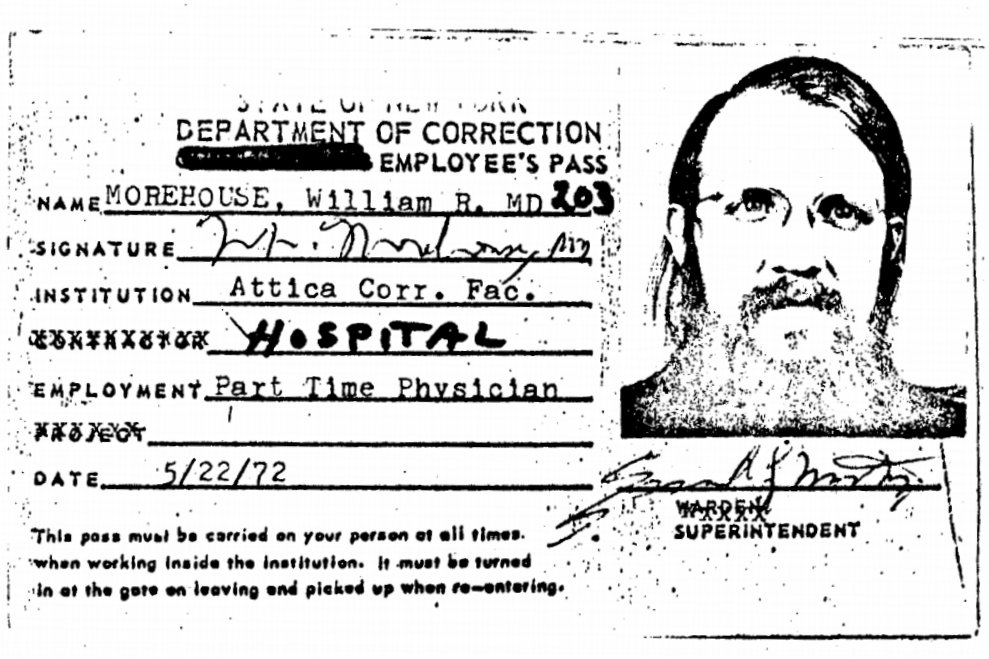 STATE OF NEW YORK
DEPARTMENT OF CORRECTION
EMPLOYEE'S PASS
NAME MOREHOUSE, William R. MD 203
SIGNATURE
INSTITUTION Attica Corr. Fac.
CONTRACTOR HOSPITAL
EMPLOYMENT Part Time Physician
PROJECT
DATE 5/22/72
WARDEN
SUPERINTENDENT
This pass must be carried on your person at all times.
when working inside the institution. It must be turned
in at the gate on leaving and picked up when re-entering.